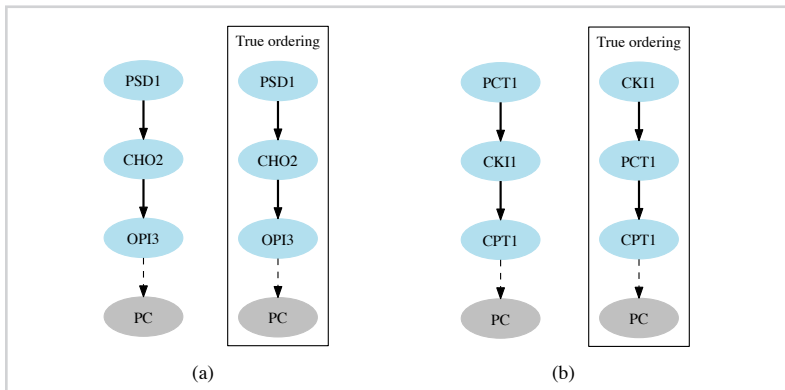 True ordering
PSD1
CHO2
OPI3
PC
PSD1
CHO2
OPI3
PC
(a)
True ordering
PCT1
CKI1
CPT1
PC
CKI1
PCT1
CPT1
PC
(b)